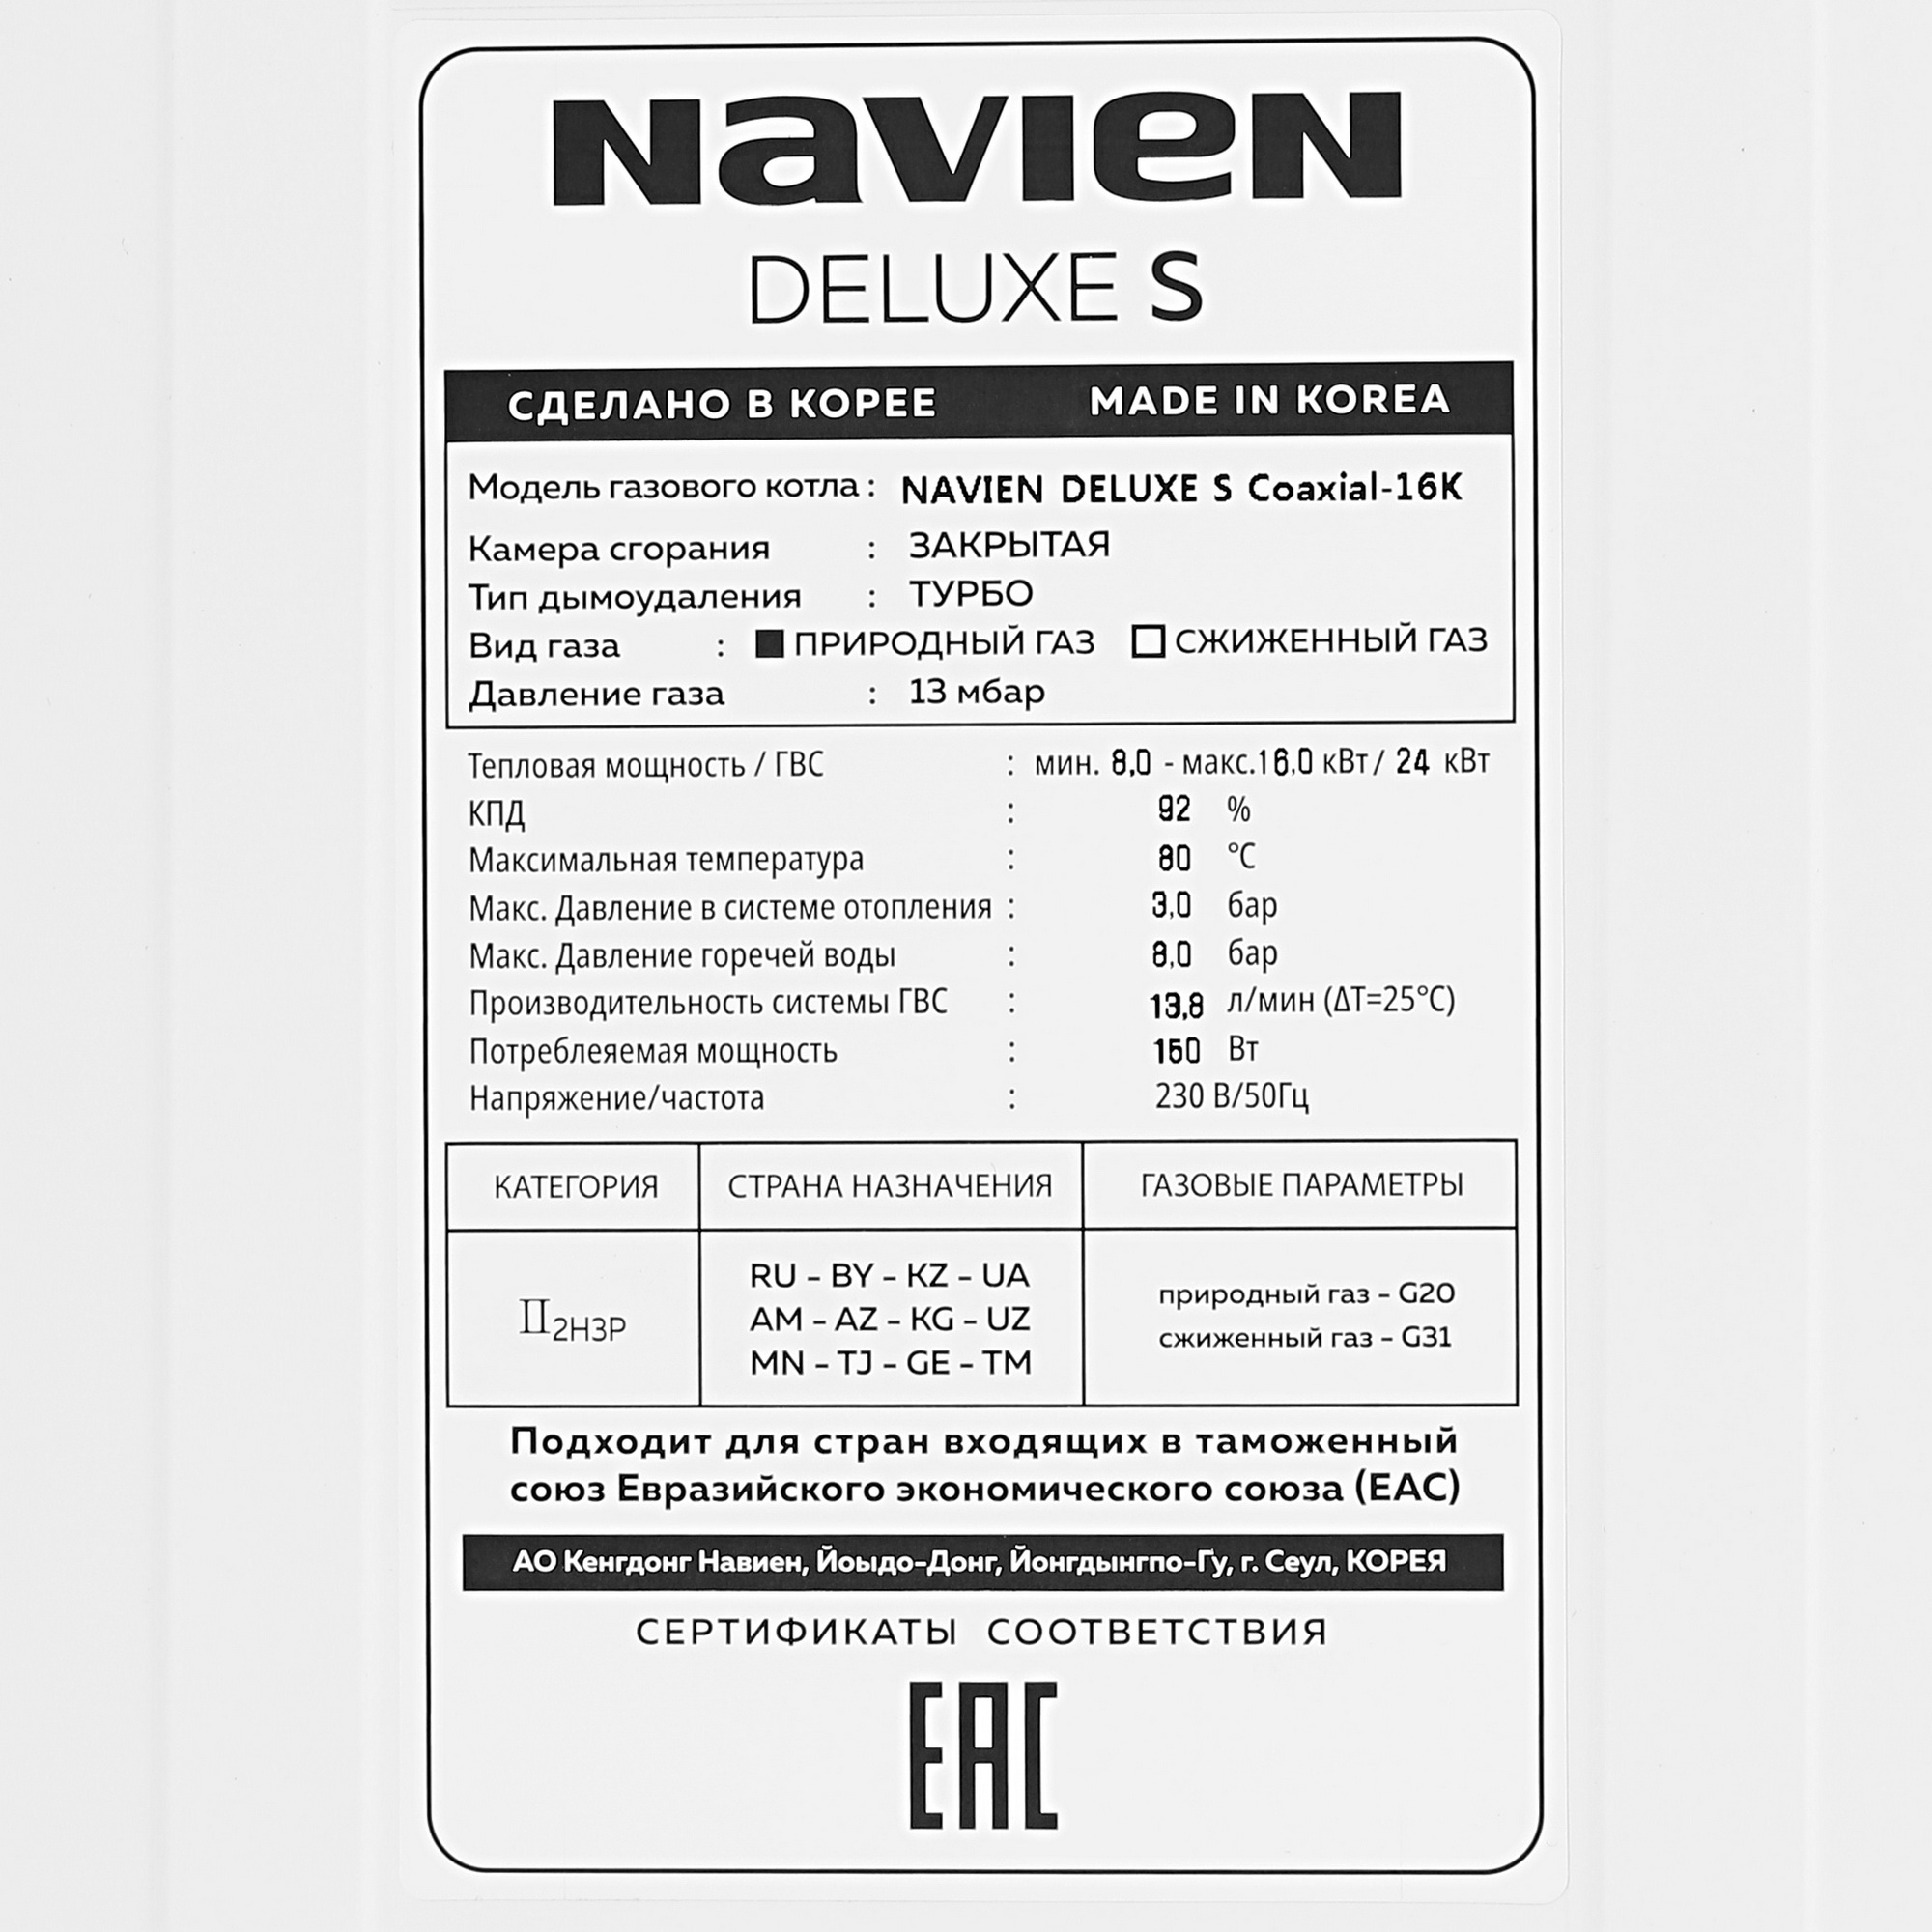 NAVIEN
DELUXE S
СДЕЛАНО В КОРЕЕ MADE IN KOREA
Модель газового котла : NAVIEN DELUXE S Coaxial-16K
Камера сгорания : ЗАКРЫТАЯ
Тип дымоудаления : ТУРБО
Вид газа : ■ ПРИРОДНЫЙ ГАЗ □ СЖИЖЕННЫЙ ГАЗ
Давление газа : 13 мбар
Тепловая мощность / ГВС : мин. 8,0 - макс.16,0 кВт/ 24 кВт
КПД : 92 %
Максимальная температура : 80 °C
Макс. Давление в системе отопления : 3,0 бар
Макс. Давление горечей воды : 8,0 бар
Производительность системы ГВС : 13,8 л/мин (ΔT=25°C)
Потреблеяемая мощность : 150 Вт
Напряжение/частота : 230 В/50Гц
КАТЕГОРИЯ СТРАНА НАЗНАЧЕНИЯ ГАЗОВЫЕ ПАРАМЕТРЫ
II2H3P
RU - BY - KZ - UA
AM - AZ - KG - UZ
MN - TJ - GE - TM
природный газ - G20
сжиженный газ - G31
Подходит для стран входящих в таможенный
союз Евразийского экономического союза (EAC)
АО Кенгдонг Навиен, Йоыдо-Донг, Йонгдынгпо-Гу, г. Сеул, КОРЕЯ
СЕРТИФИКАТЫ СООТВЕТСТВИЯ
EAC